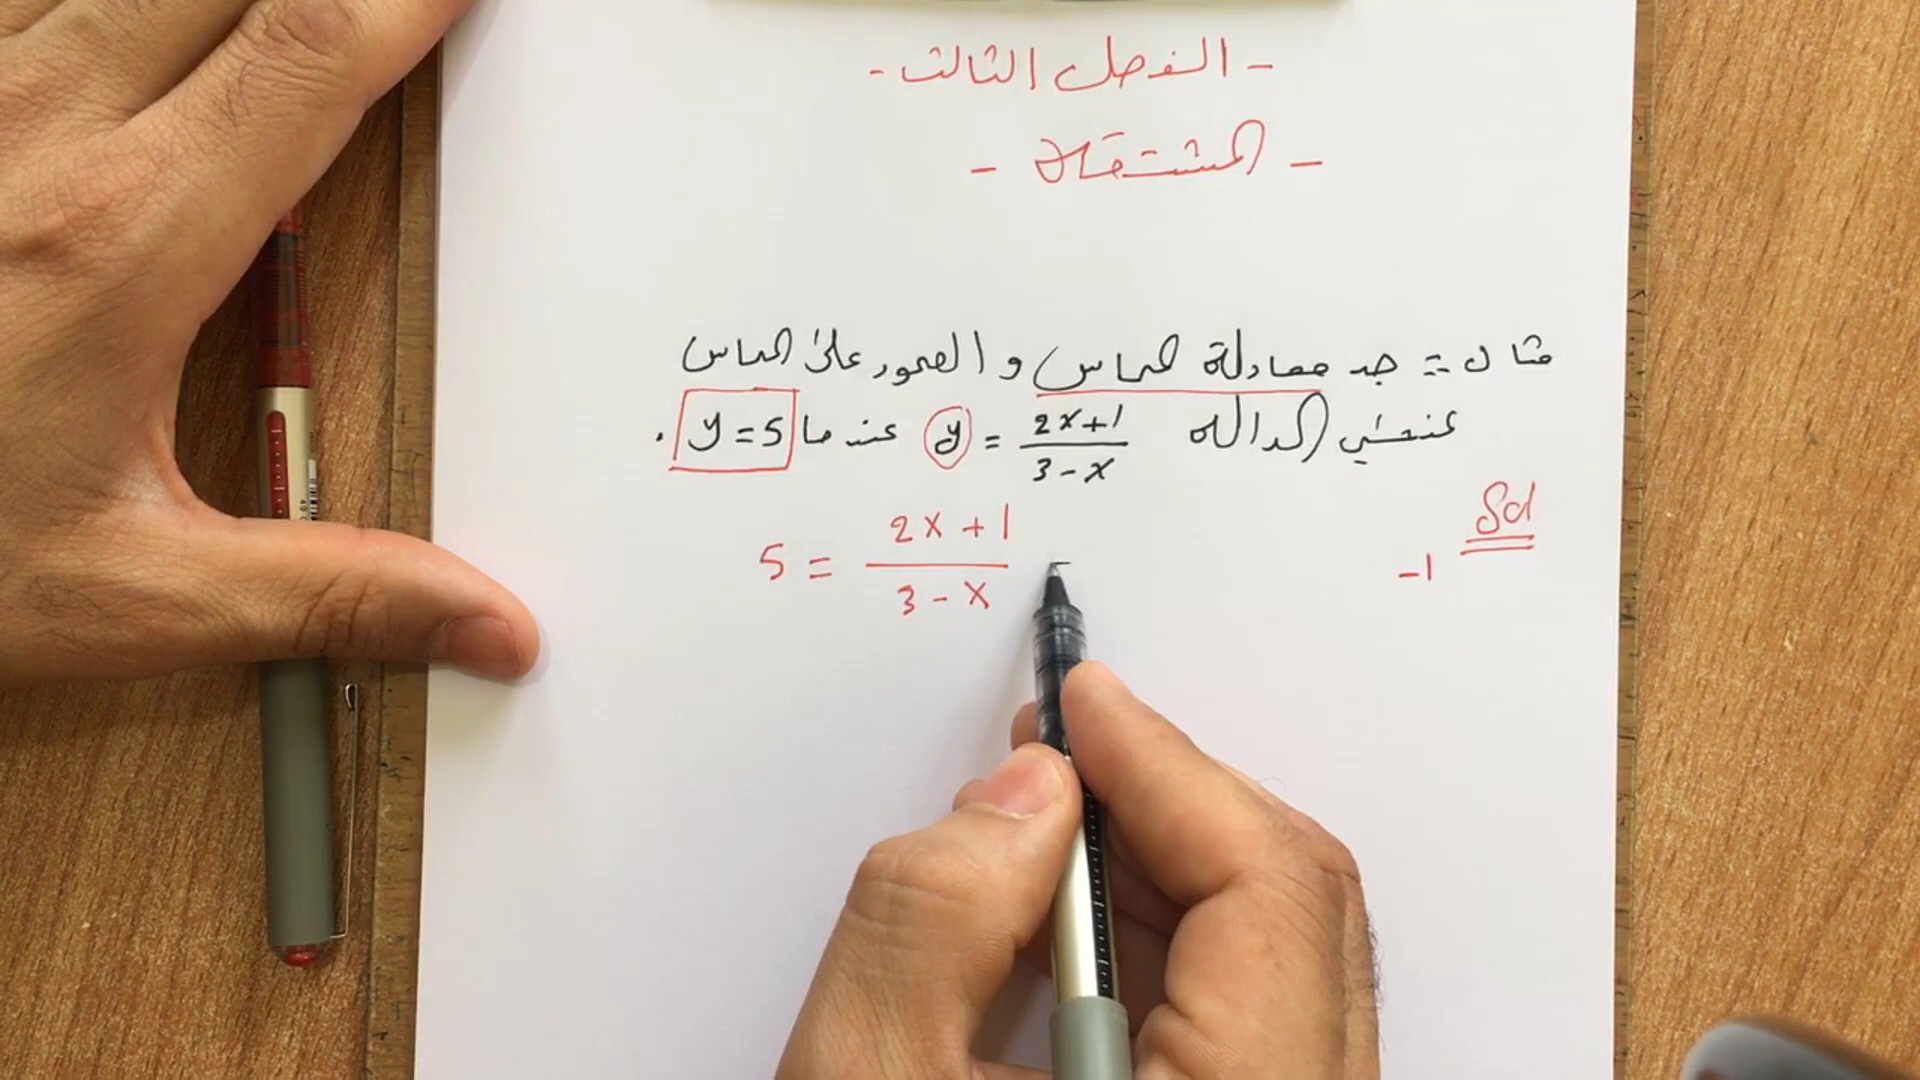 - الفصل الثالث -
- المشتقات -
مثال :- جد معادلة المماس و العمود على المماس
لمنحني الدالة y = (2x+1)/(3-x) عندما y=5 .
Sol
5 = (2x+1)/(3-x)
-1